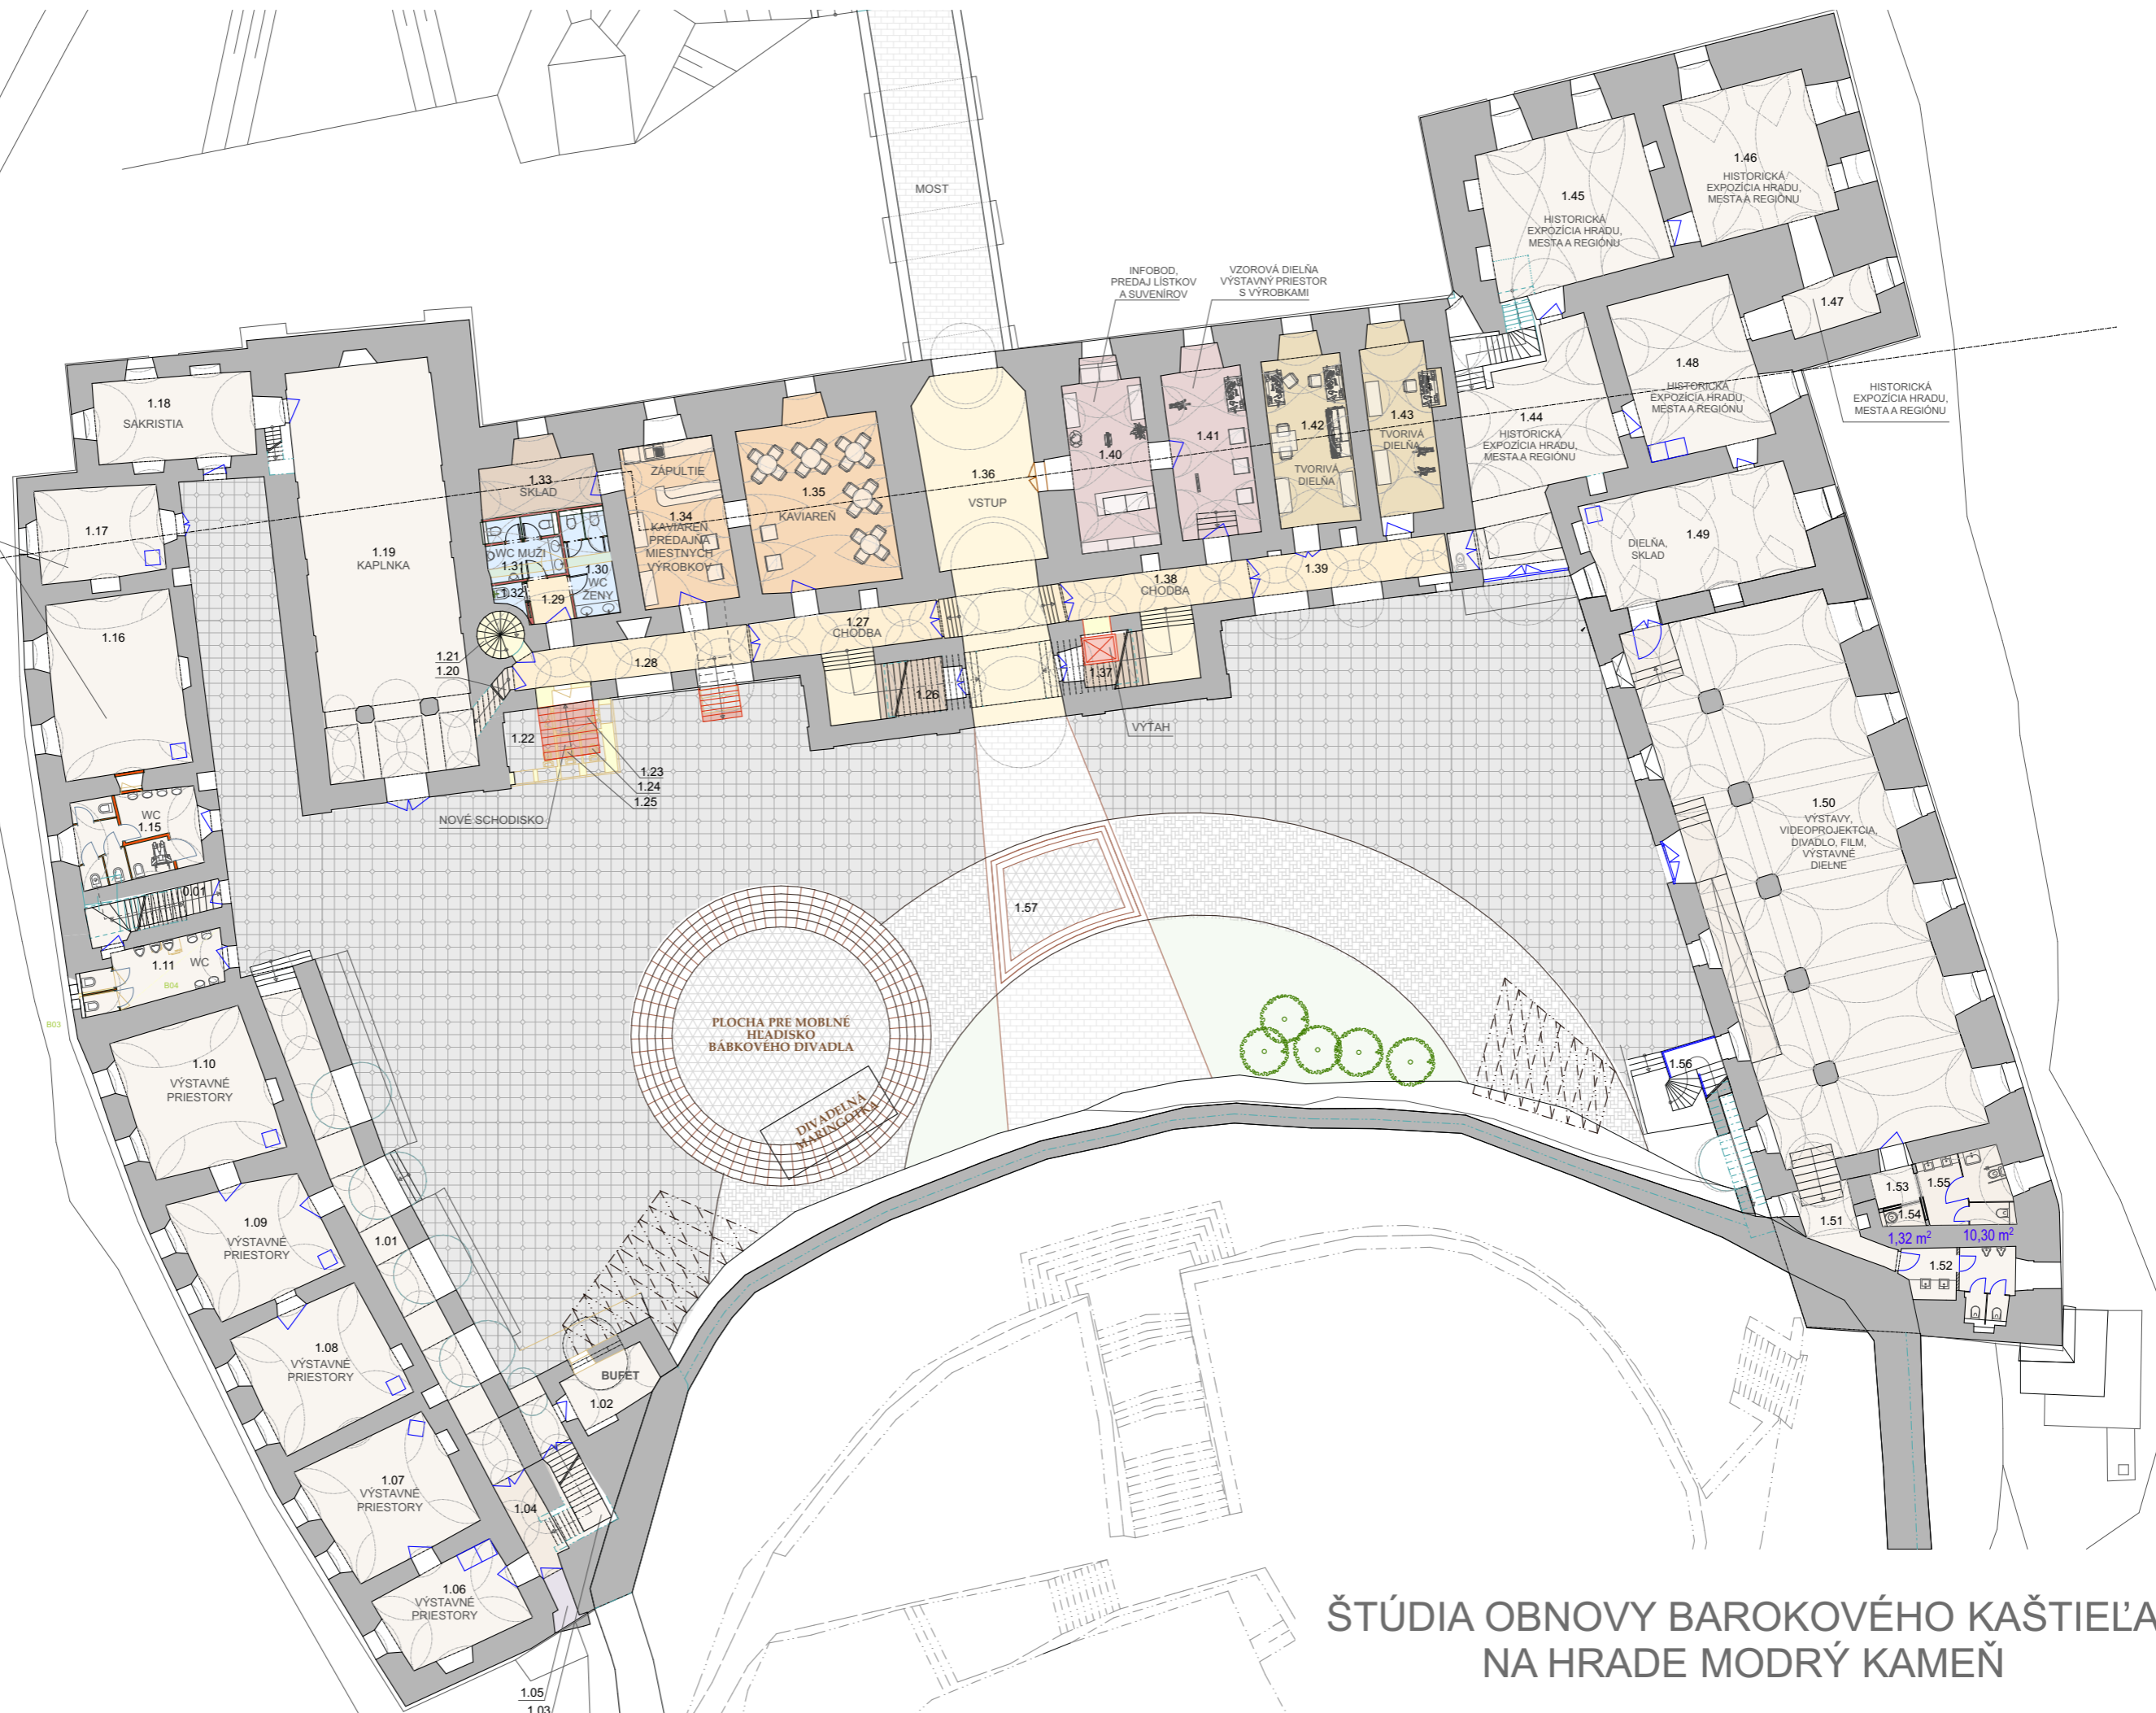 MOST
1.46
HISTORICKÁ
EXPOZÍCIA HRADU,
MESTA A REGIÓNU
1.45
HISTORICKÁ
EXPOZÍCIA HRADU,
MESTA A REGIÓNU
INFOBOD,
PREDAJ LÍSTKOV
A SUVENÍROV
VZOROVÁ DIELŇA
VÝSTAVNÝ PRIESTOR
S VÝROBKAMI
1.47
HISTORICKÁ
EXPOZÍCIA HRADU,
MESTA A REGIÓNU
1.48
HISTORICKÁ
EXPOZÍCIA HRADU,
MESTA A REGIÓNU
1.18
SAKRISTIA
1.44
HISTORICKÁ
EXPOZÍCIA HRADU,
MESTA A REGIÓNU
1.43
TVORIVÁ
DIELŇA
1.42
TVORIVÁ
DIELŇA
1.41
1.40
1.36
VSTUP
1.35
KAVIAREŇ
ZÁPULTIE
1.34
KAVIAREŇ
PREDAJŇA
MIESTNYCH
VÝROBKOV
1.33
SKLAD
WC MUŽI
1.31
1.30
WC
ŽENY
1.32
1.29
1.17
1.19
KAPLNKA
1.49
DIELŇA,
SKLAD
1.39
1.38
CHODBA
1.27
CHODBA
1.28
1.21
1.20
1.16
1.26
1.37
VÝŤAH
1.22
1.23
1.24
1.25
NOVÉ SCHODISKO
WC
1.15
0.01
1.11
WC
B04
B03
1.50
VÝSTAVY,
VIDEOPROJEKTCIA,
DIVADLO, FILM,
VÝSTAVNÉ
DIELNE
1.57
PLOCHA PRE MOBLNÉ
HĽADISKO
BÁBKOVÉHO DIVADLA
DIVADELNÁ
MARINGOTKA
1.10
VÝSTAVNÉ
PRIESTORY
1.56
1.09
VÝSTAVNÉ
PRIESTORY
1.01
1.53
1.55
1.54
1.51
1,32 m²
10,30 m²
1.52
1.08
VÝSTAVNÉ
PRIESTORY
BUFET
1.02
1.07
VÝSTAVNÉ
PRIESTORY
1.04
1.06
VÝSTAVNÉ
PRIESTORY
1.05
1.03
ŠTÚDIA OBNOVY BAROKOVÉHO KAŠTIEĽA
NA HRADE MODRÝ KAMEŇ